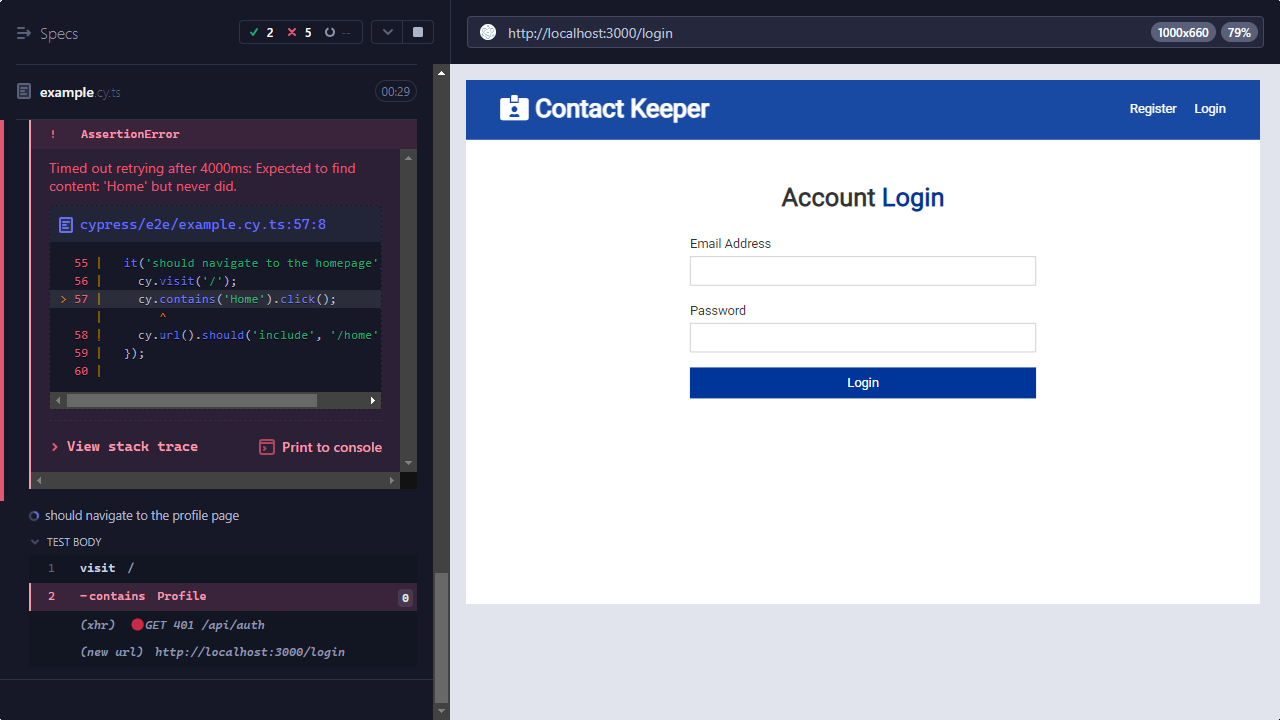 Specs
2
5
--
http://localhost:3000/login
1000x660
79%
example.cy.ts
00:29
! AssertionError
Timed out retrying after 4000ms: Expected to find
content: 'Home' but never did.
cypress/e2e/example.cy.ts:57:8
55 | it('should navigate to the homepage'
56 | cy.visit('/');
> 57 | cy.contains('Home').click();
| ^
58 | cy.url().should('include', '/home'
59 | });
60 |
> View stack trace
Print to console
should navigate to the profile page
TEST BODY
1 visit /
2 -contains Profile 0
(xhr) GET 401 /api/auth
(new url) http://localhost:3000/login
Contact Keeper
Register
Login
Account Login
Email Address
Password
Login